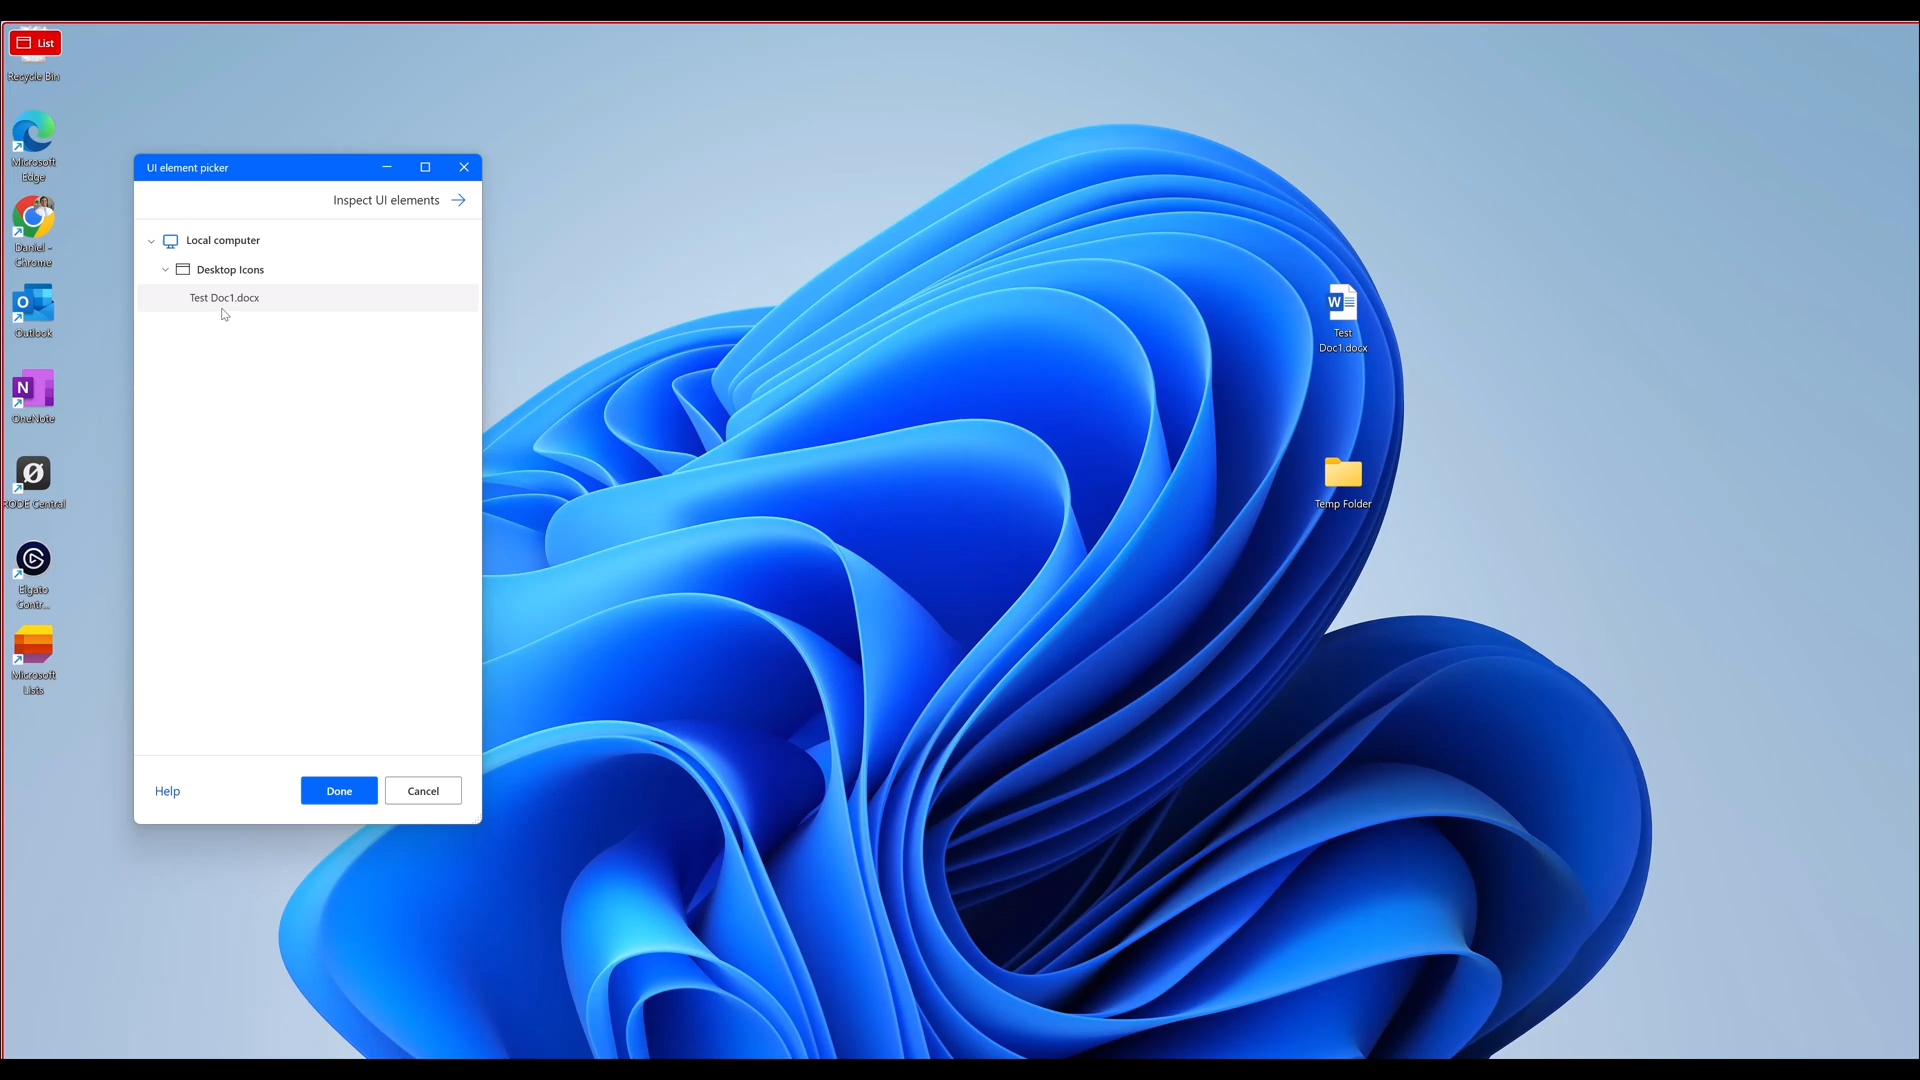 List
Recycle Bin
Microsoft
Edge
Daniel -
Chrome
Outlook
OneNote
RODE Central
Elgato
Contr...
Microsoft
Lists
UI element picker
Inspect UI elements
Local computer
Desktop Icons
Test Doc1.docx
Help
Done
Cancel
Test
Doc1.docx
Temp Folder